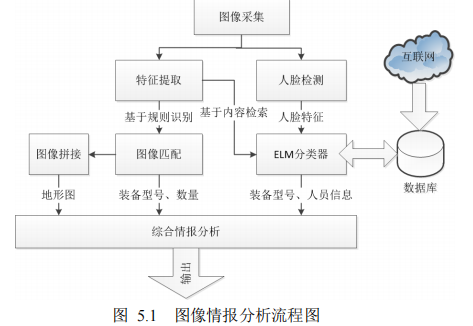 图像采集
互联网
特征提取
人脸检测
基于规则识别
基于内容检索
人脸特征
图像拼接
图像匹配
ELM分类器
数据库
地形图
装备型号、数量
装备型号、人员信息
综合情报分析
输出
图 5.1 图像情报分析流程图